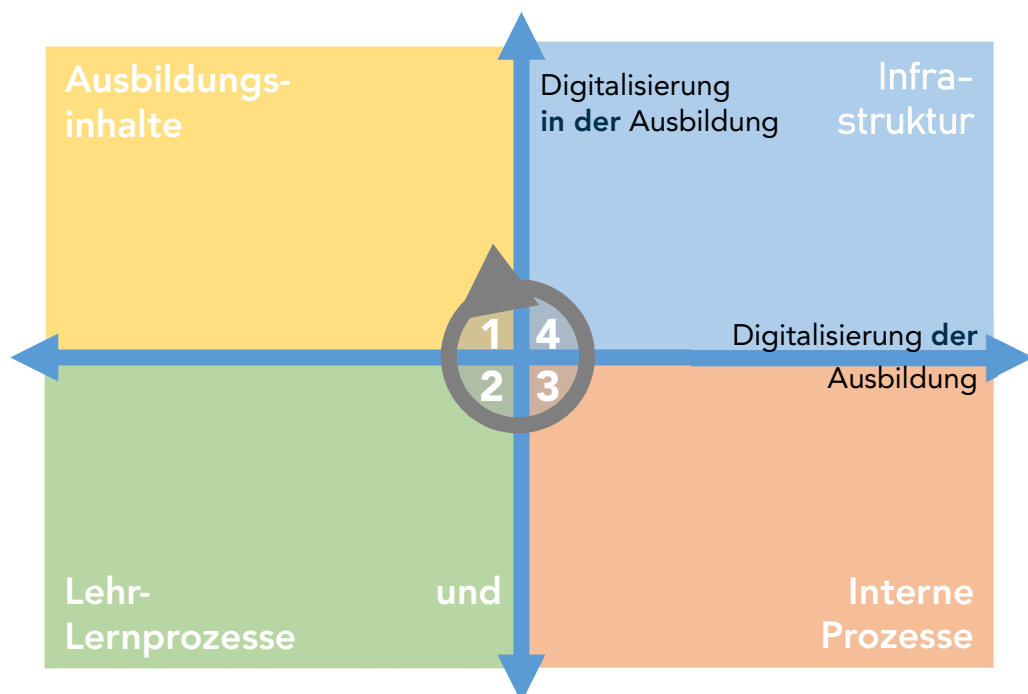 Ausbildungs-
inhalte
Digitalisierung
in der Ausbildung
Infra-
struktur
1 4
2 3
Digitalisierung der
Ausbildung
Lehr- und
Lernprozesse
Interne
Prozesse